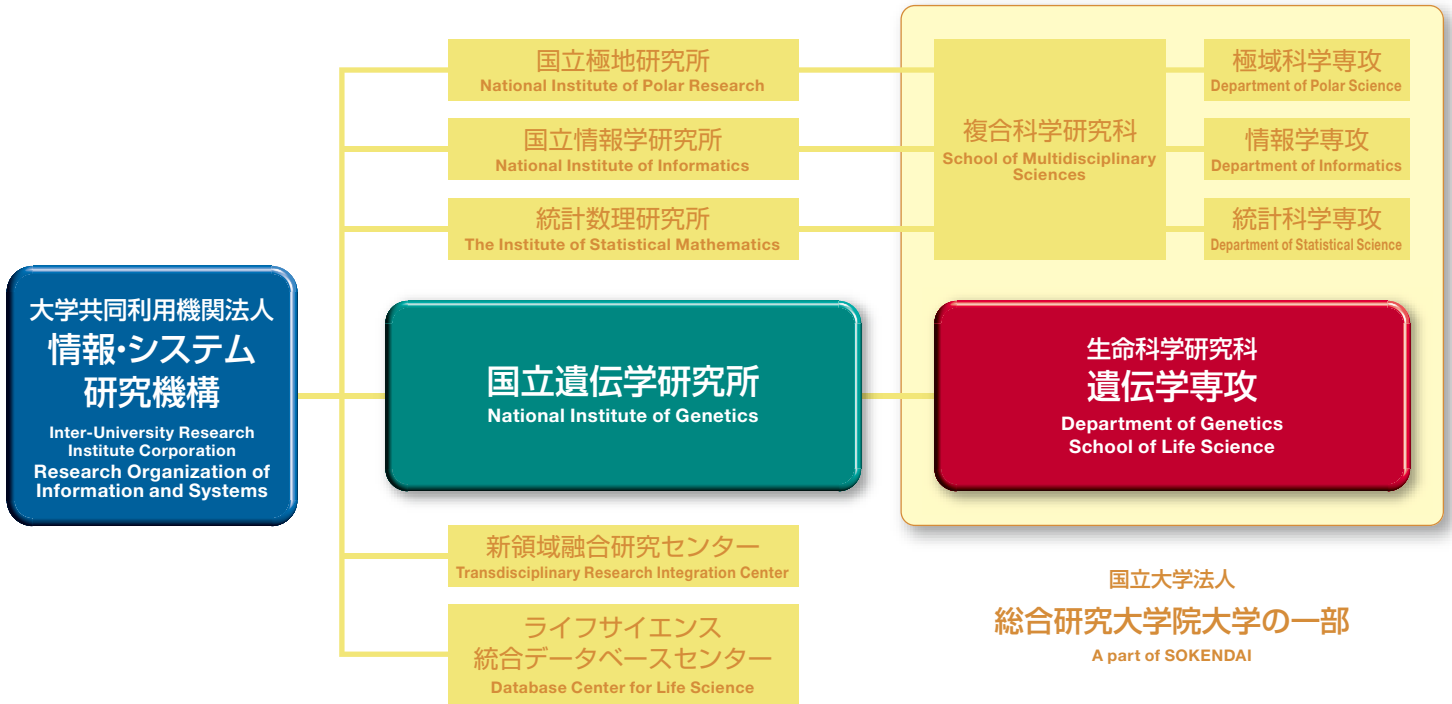 国立極地研究所
National Institute of Polar Research
国立情報学研究所
National Institute of Informatics
統計数理研究所
The Institute of Statistical Mathematics
複合科学研究科
School of Multidisciplinary
Sciences
極域科学専攻
Department of Polar Science
情報学専攻
Department of Informatics
統計科学専攻
Department of Statistical Science
大学共同利用機関法人
情報・システム
研究機構
Inter-University Research
Institute Corporation
Research Organization of
Information and Systems
国立遺伝学研究所
National Institute of Genetics
生命科学研究科
遺伝学専攻
Department of Genetics
School of Life Science
新領域融合研究センター
Transdisciplinary Research Integration Center
ライフサイエンス
統合データベースセンター
Database Center for Life Science
国立大学法人
総合研究大学院大学の一部
A part of SOKENDAI